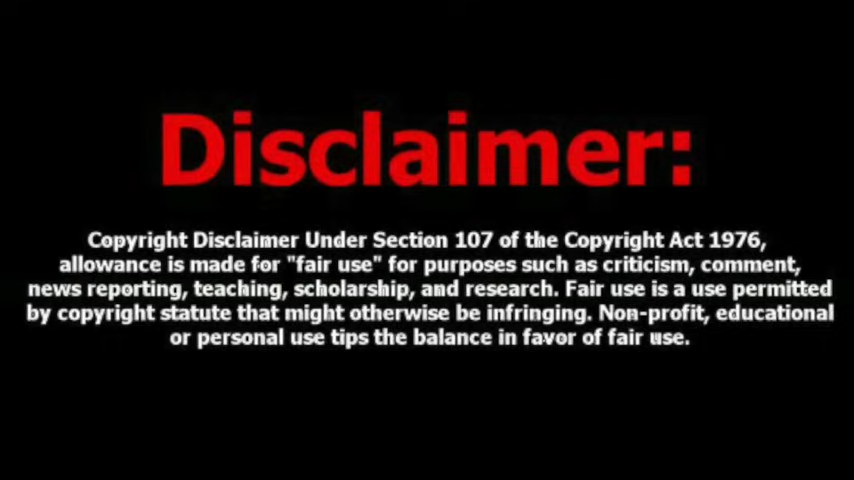 Disclaimer:
Copyright Disclaimer Under Section 107 of the Copyright Act 1976,
allowance is made for "fair use" for purposes such as criticism, comment,
news reporting, teaching, scholarship, and research. Fair use is a use permitted
by copyright statute that might otherwise be infringing. Non-profit, educational
or personal use tips the balance in favor of fair use.